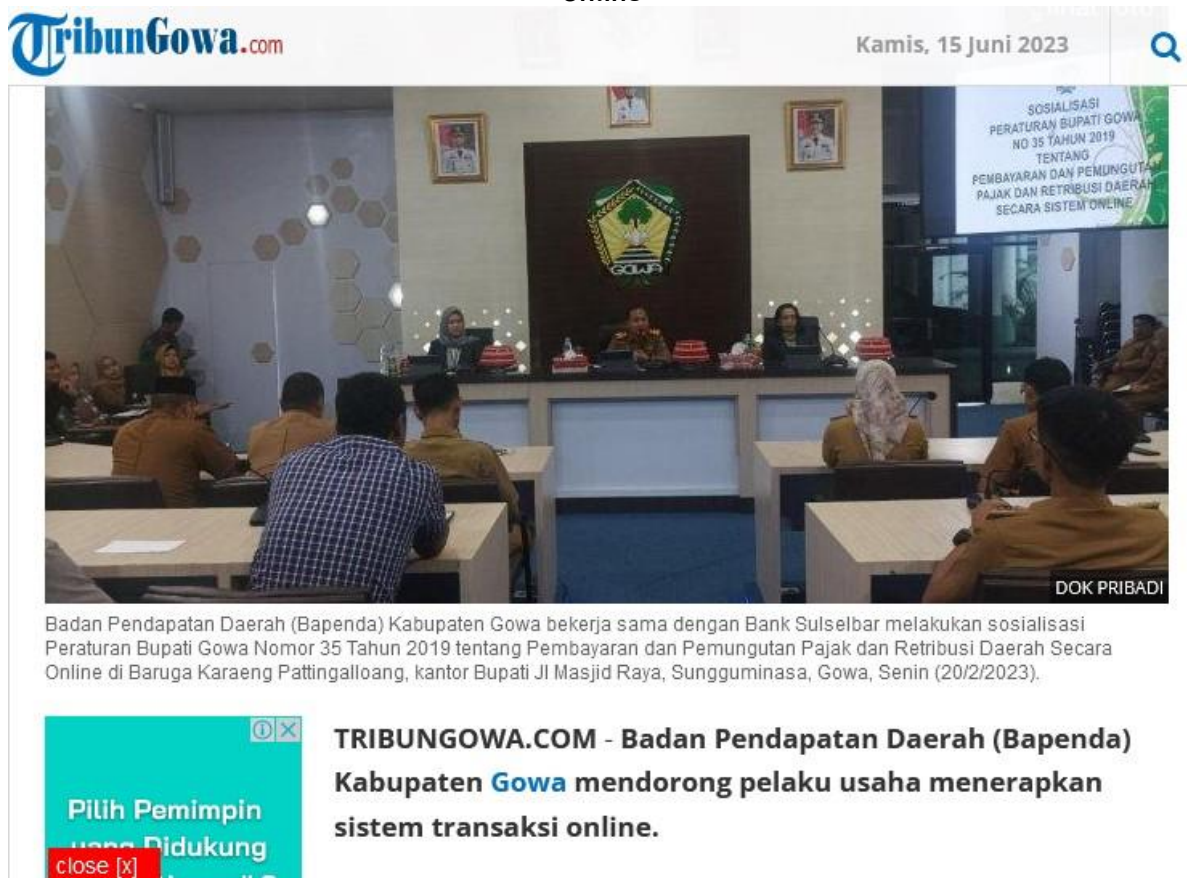 TribunGowa.com
Kamis, 15 Juni 2023
SOSIALISASI
PERATURAN BUPATI GOWA
NO 35 TAHUN 2019
TENTANG
PEMBAYARAN DAN PEMUNGUTA
PAJAK DAN RETRIBUSI DAERAH
SECARA SISTEM ONLINE
GOWA
DOK PRIBADI
Badan Pendapatan Daerah (Bapenda) Kabupaten Gowa bekerja sama dengan Bank Sulselbar melakukan sosialisasi
Peraturan Bupati Gowa Nomor 35 Tahun 2019 tentang Pembayaran dan Pemungutan Pajak dan Retribusi Daerah Secara
Online di Baruga Karaeng Pattingalloang, kantor Bupati Jl Masjid Raya, Sungguminasa, Gowa, Senin (20/2/2023).
TRIBUNGOWA.COM - Badan Pendapatan Daerah (Bapenda)
Kabupaten Gowa mendorong pelaku usaha menerapkan
sistem transaksi online.
Pilih Pemimpin
yang Didukung
close [x]